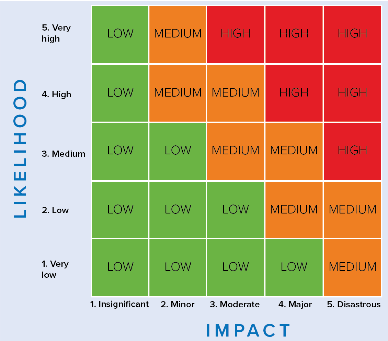 5. Very
high
LOW MEDIUM HIGH HIGH HIGH
4. High LOW MEDIUM MEDIUM HIGH HIGH
LIKELIHOOD
3. Medium LOW LOW MEDIUM MEDIUM HIGH
2. Low LOW LOW LOW MEDIUM MEDIUM
1. Very
low
LOW LOW LOW LOW MEDIUM
1. Insignificant 2. Minor 3. Moderate 4. Major 5. Disastrous
IMPACT